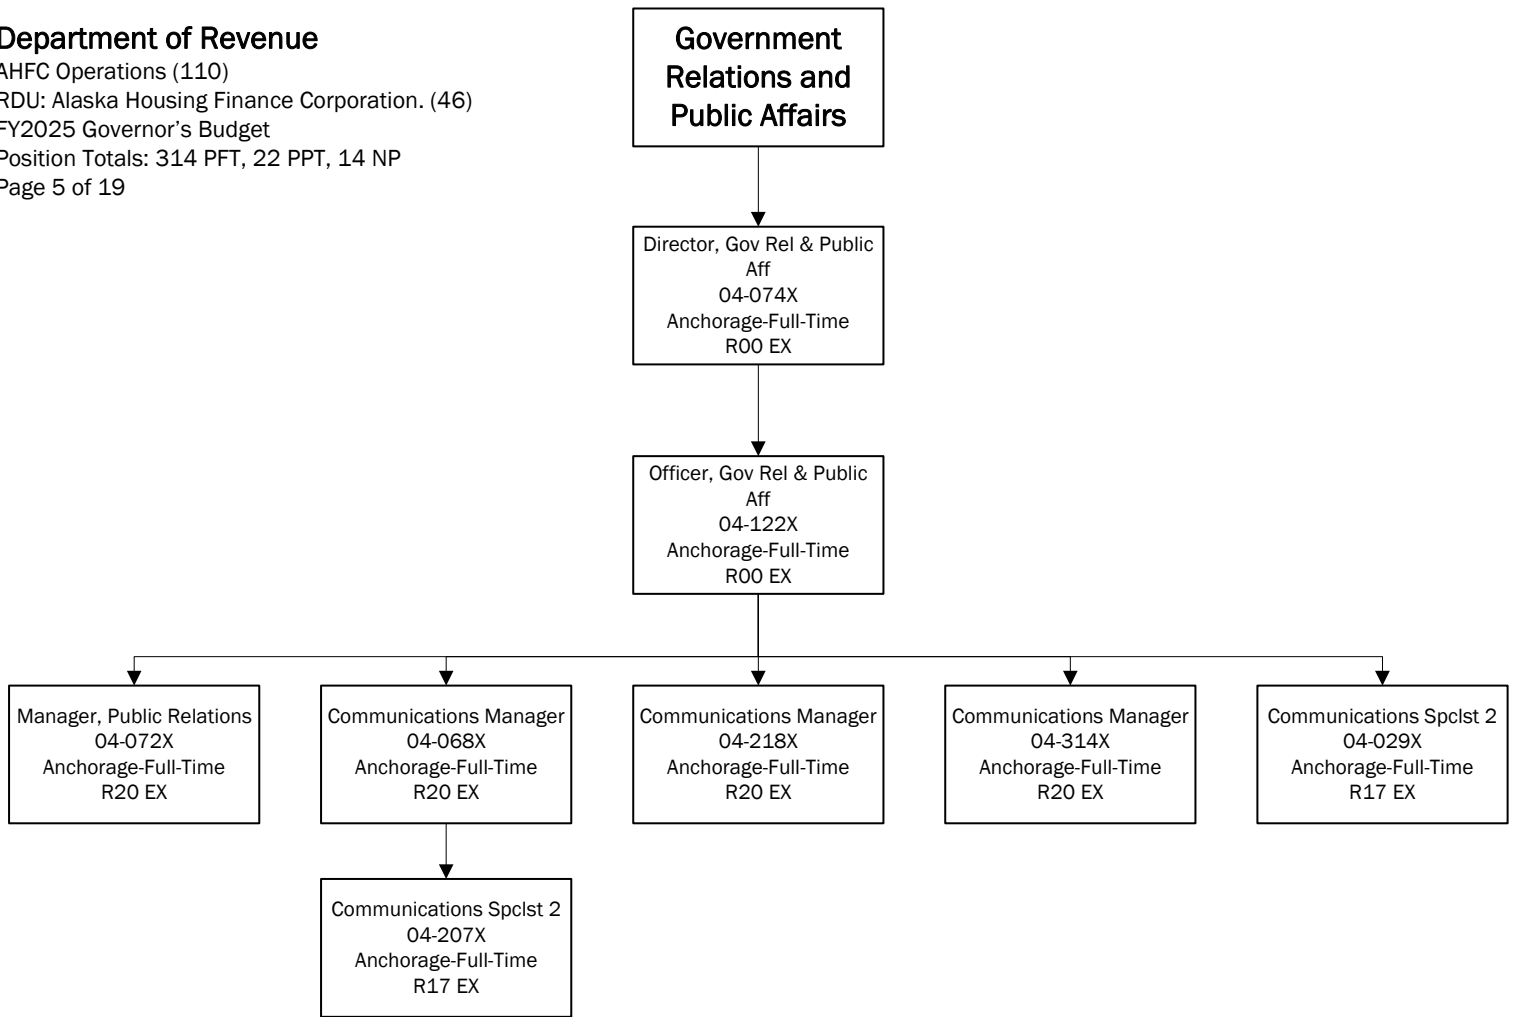 Department of Revenue
AHFC Operations (110)
RDU: Alaska Housing Finance Corporation. (46)
FY2025 Governor's Budget
Position Totals: 314 PFT, 22 PPT, 14 NP
Page 5 of 19
Government
Relations and
Public Affairs
Director, Gov Rel & Public
Aff
04-074X
Anchorage-Full-Time
R00 EX
Officer, Gov Rel & Public
Aff
04-122X
Anchorage-Full-Time
R00 EX
Manager, Public Relations
04-072X
Anchorage-Full-Time
R20 EX
Communications Manager
04-068X
Anchorage-Full-Time
R20 EX
Communications Manager
04-218X
Anchorage-Full-Time
R20 EX
Communications Manager
04-314X
Anchorage-Full-Time
R20 EX
Communications Spclst 2
04-029X
Anchorage-Full-Time
R17 EX
Communications Spclst 2
04-207X
Anchorage-Full-Time
R17 EX